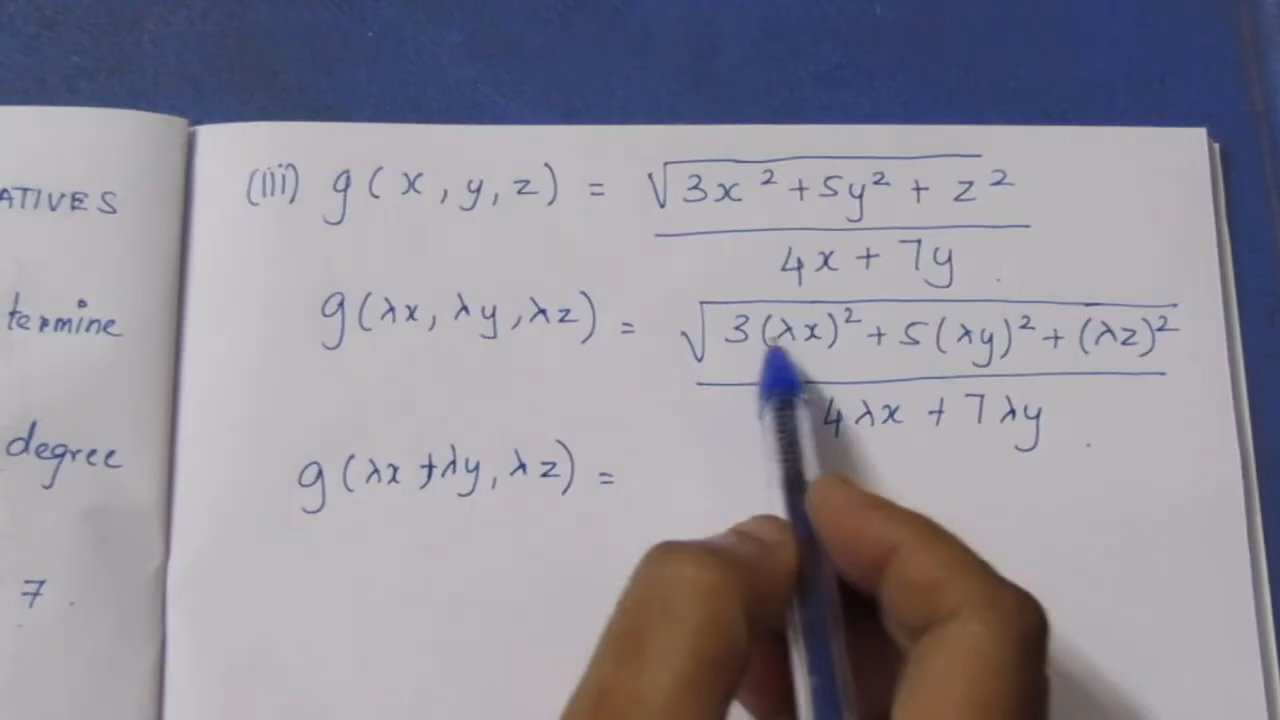 ATIVES
termine
degree
7 .
(iii) g(x, y, z) = √3x² + 5y² + z²
4x + 7y .
g(λx, λy, λz) = √3(λx)² + 5(λy)² + (λz)²
4λx + 7λy .
g(λx + λy, λz) =